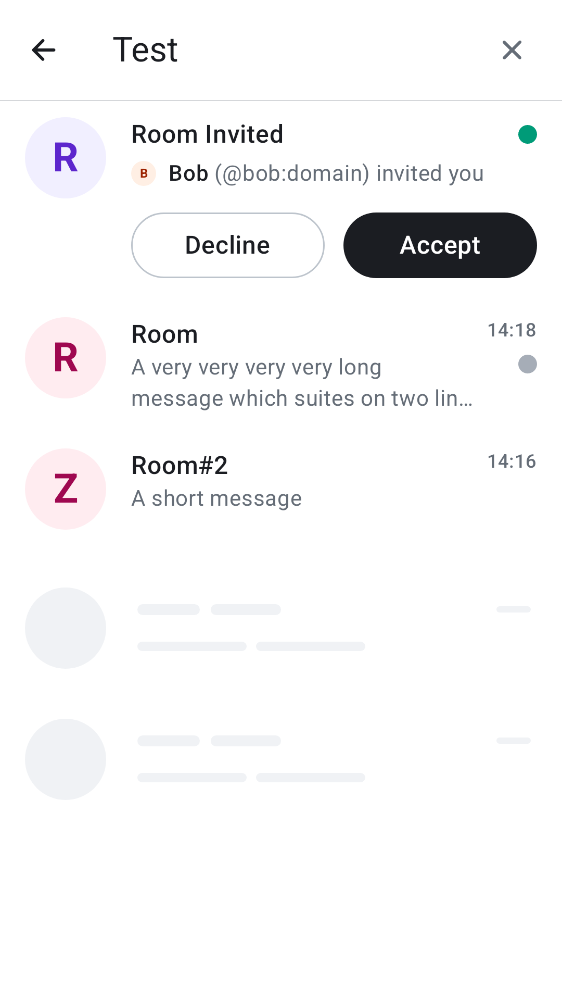 Test
R
Room Invited
B Bob (@bob:domain) invited you
Decline
Accept
R
Room
14:18
A very very very very long
message which suites on two lin…
Z
Room#2
14:16
A short message